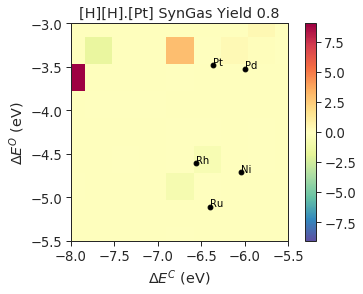 [H][H].[Pt] SynGas Yield 0.8
−3.0
−3.5
−4.0
−4.5
−5.0
−5.5
ΔE^O (eV)
Pt
Pd
Rh
Ni
Ru
−8.0 −7.5 −7.0 −6.5 −6.0 −5.5
ΔE^C (eV)
7.5
5.0
2.5
0.0
−2.5
−5.0
−7.5